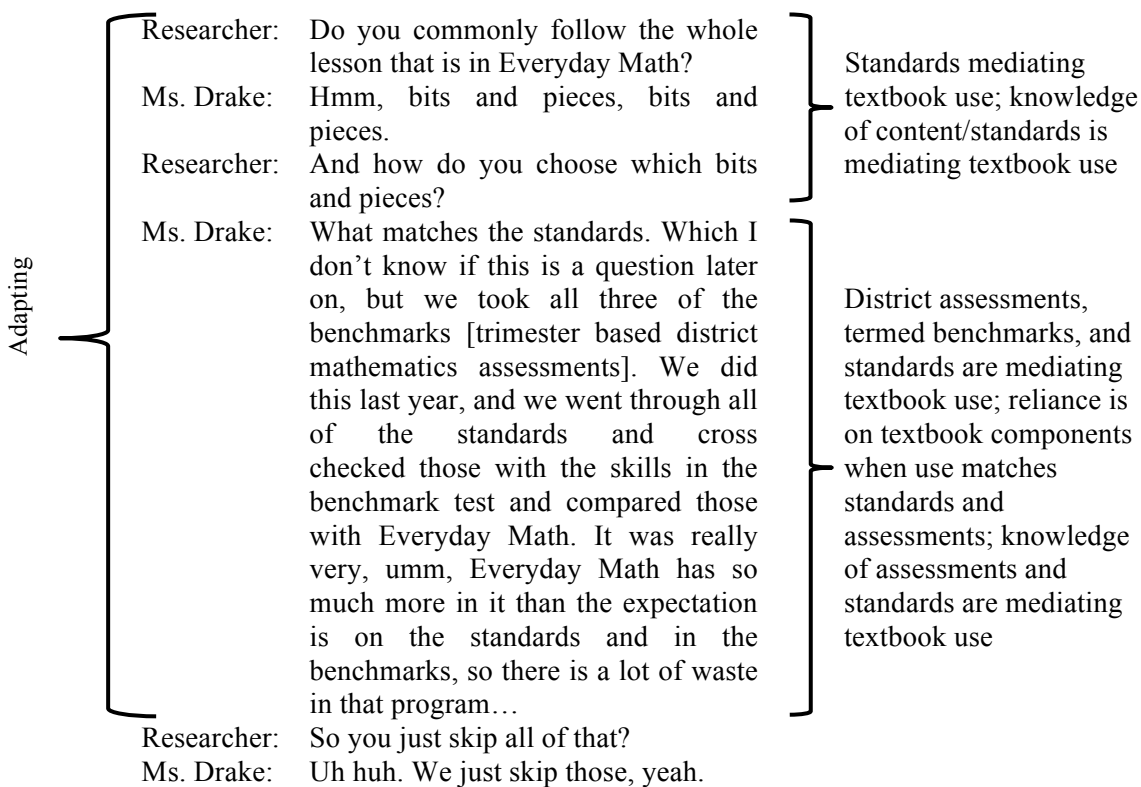 Adapting
Researcher: Do you commonly follow the whole
lesson that is in Everyday Math?
Ms. Drake: Hmm, bits and pieces, bits and
pieces.
Researcher: And how do you choose which bits
and pieces?
Standards mediating
textbook use; knowledge
of content/standards is
mediating textbook use
Ms. Drake: What matches the standards. Which I
don’t know if this is a question later
on, but we took all three of the
benchmarks [trimester based district
mathematics assessments]. We did
this last year, and we went through all
of the standards and cross
checked those with the skills in the
benchmark test and compared those
with Everyday Math. It was really
very, umm, Everyday Math has so
much more in it than the expectation
is on the standards and in the
benchmarks, so there is a lot of waste
in that program…
District assessments,
termed benchmarks, and
standards are mediating
textbook use; reliance is
on textbook components
when use matches
standards and
assessments; knowledge
of assessments and
standards are mediating
textbook use
Researcher: So you just skip all of that?
Ms. Drake: Uh huh. We just skip those, yeah.